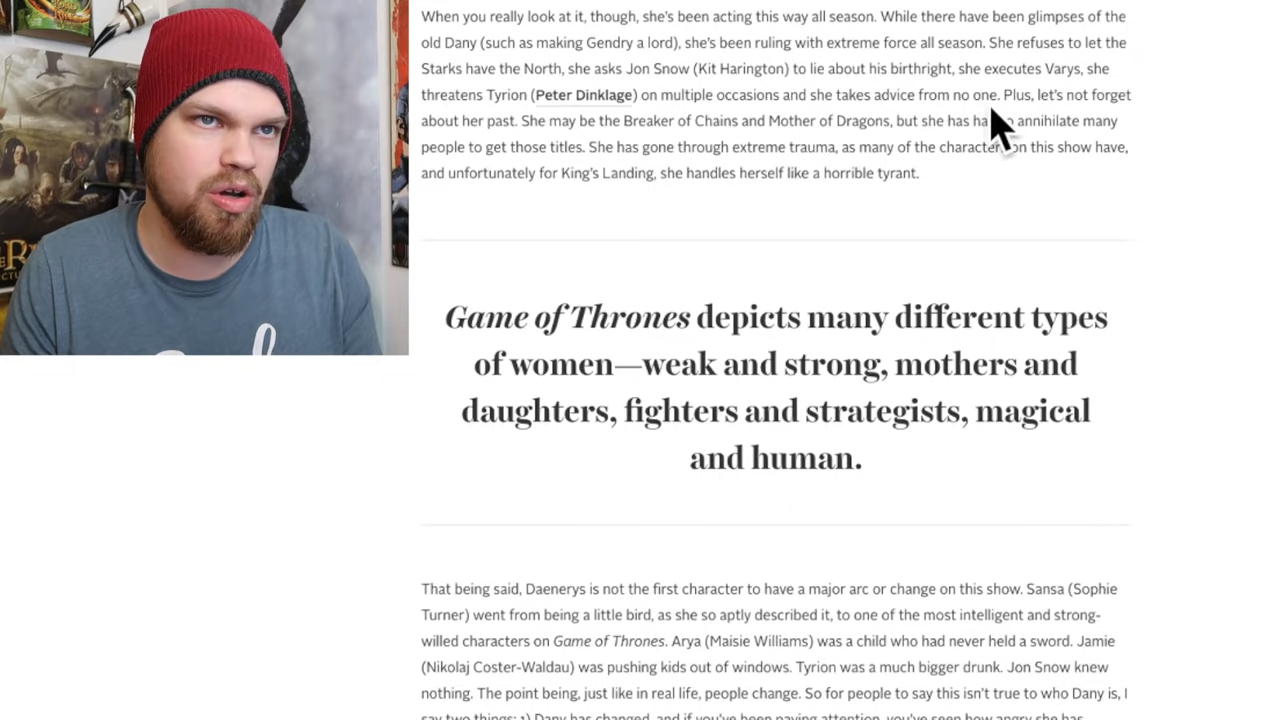 When you really look at it, though, she's been acting this way all season. While there have been glimpses of the
old Dany (such as making Gendry a lord), she's been ruling with extreme force all season. She refuses to let the
Starks have the North, she asks Jon Snow (Kit Harington) to lie about his birthright, she executes Varys, she
threatens Tyrion (Peter Dinklage) on multiple occasions and she takes advice from no one. Plus, let's not forget
about her past. She may be the Breaker of Chains and Mother of Dragons, but she has annihilate many
people to get those titles. She has gone through extreme trauma, as many of the character on this show have,
and unfortunately for King's Landing, she handles herself like a horrible tyrant.
Game of Thrones depicts many different types
of women—weak and strong, mothers and
daughters, fighters and strategists, magical
and human.
That being said, Daenerys is not the first character to have a major arc or change on this show. Sansa (Sophie
Turner) went from being a little bird, as she so aptly described it, to one of the most intelligent and strong-
willed characters on Game of Thrones. Arya (Maisie Williams) was a child who had never held a sword. Jamie
(Nikolaj Coster-Waldau) was pushing kids out of windows. Tyrion was a much bigger drunk. Jon Snow knew
nothing. The point being, just like in real life, people change. So for people to say this isn't true to who Dany is, I
say two things: 1) Dany has changed, and if you've been paying attention, you've seen how angry she has